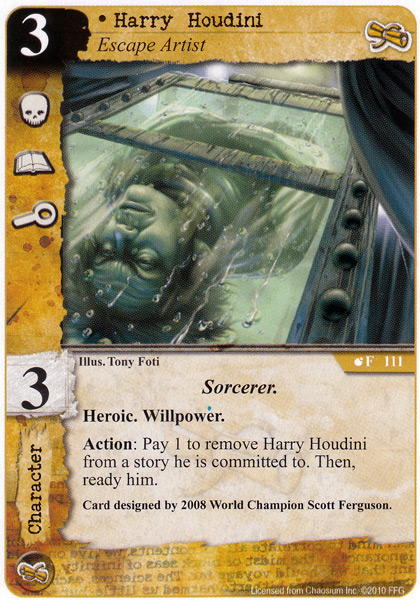 3
• Harry Houdini
Escape Artist
Illus. Tony Foti
F 111
3
Character
Sorcerer.
Heroic. Willpower.
Action: Pay 1 to remove Harry Houdini
from a story he is committed to. Then,
ready him.
Card designed by 2008 World Champion Scott Ferguson.
Licensed from Chaosium Inc. ©2010 FFG